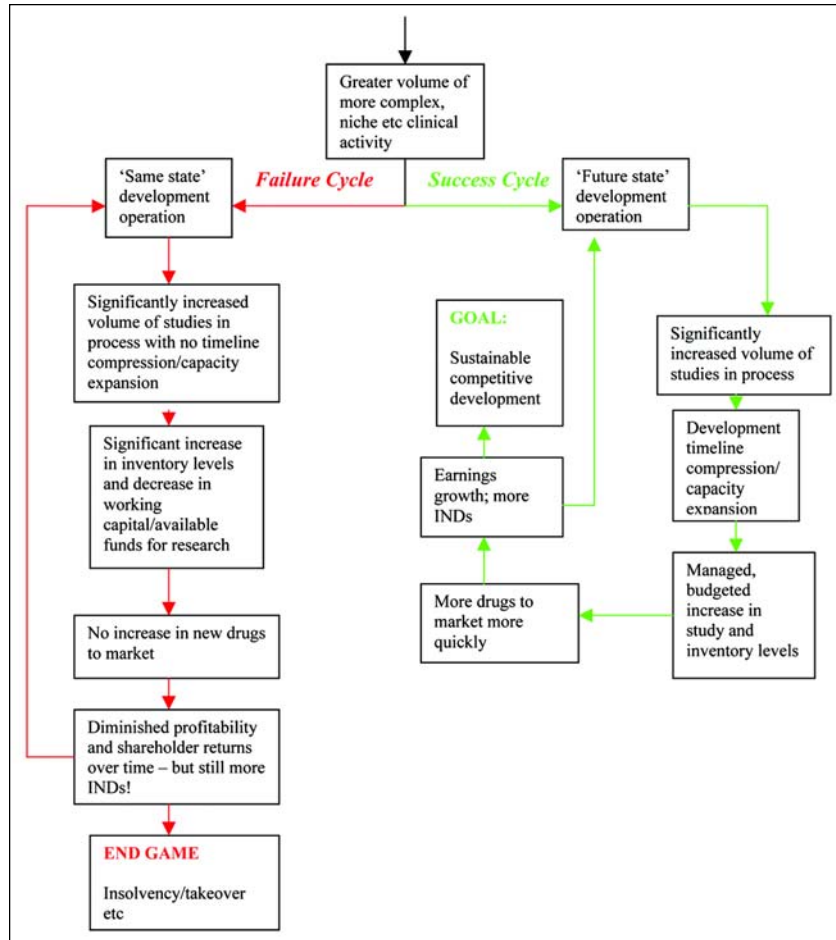 Greater volume of
more complex,
niche etc clinical
activity
Failure Cycle
Success Cycle
‘Same state’
development
operation
Significantly increased
volume of studies in
process with no timeline
compression/capacity
expansion
Significant increase
in inventory levels
and decrease in
working
capital/available
funds for research
No increase in new drugs
to market
Diminished profitability
and shareholder returns
over time – but still more
INDs!
END GAME
Insolvency/takeover
etc
‘Future state’
development
operation
Significantly
increased volume of
studies in process
Development
timeline
compression/
capacity
expansion
Managed,
budgeted
increase in
study and
inventory levels
More drugs to
market more
quickly
Earnings
growth; more
INDs
GOAL:
Sustainable
competitive
development